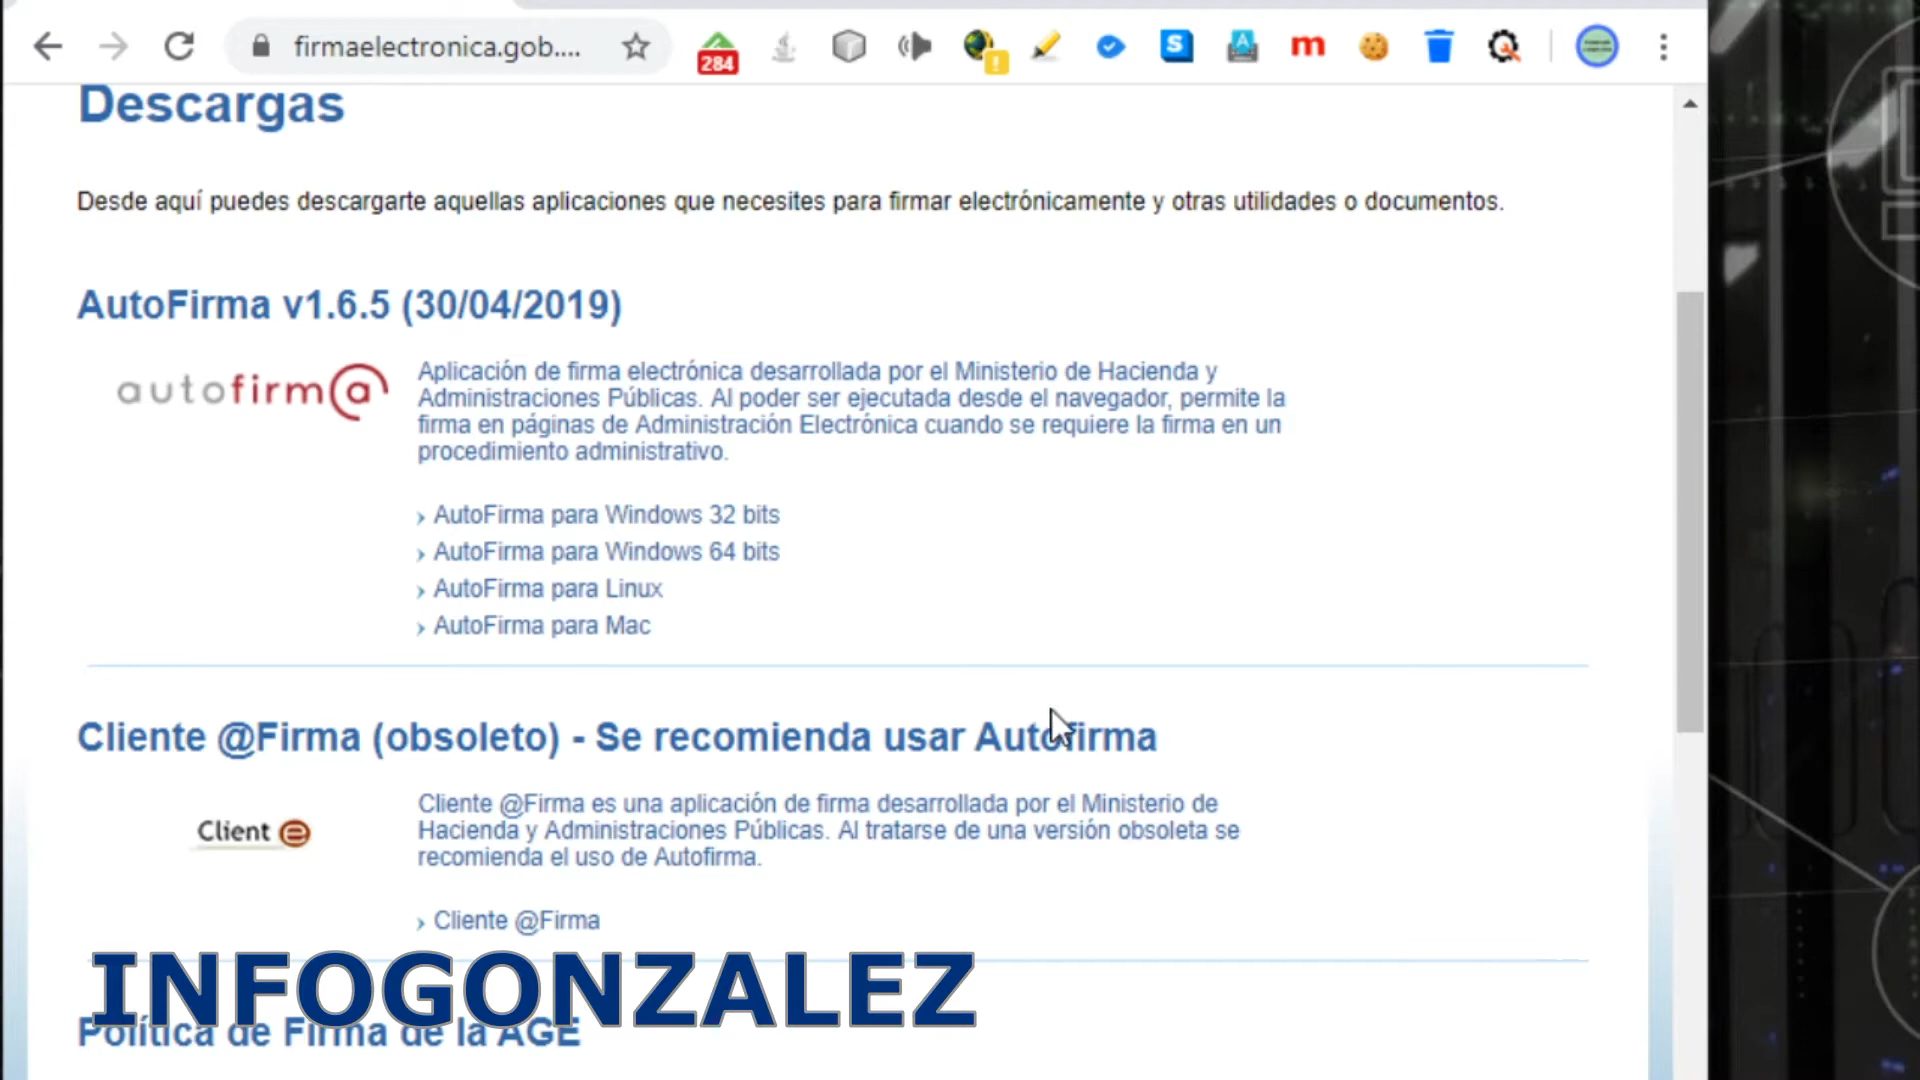 firmaelectronica.gob....
284
S
A
m
Descargas
Desde aquí puedes descargarte aquellas aplicaciones que necesites para firmar electrónicamente y otras utilidades o documentos.
AutoFirma v1.6.5 (30/04/2019)
autofirm@
Aplicación de firma electrónica desarrollada por el Ministerio de Hacienda y
Administraciones Públicas. Al poder ser ejecutada desde el navegador, permite la
firma en páginas de Administración Electrónica cuando se requiere la firma en un
procedimiento administrativo.
› AutoFirma para Windows 32 bits
› AutoFirma para Windows 64 bits
› AutoFirma para Linux
› AutoFirma para Mac
Cliente @Firma (obsoleto) - Se recomienda usar Autofirma
Client e
Cliente @Firma es una aplicación de firma desarrollada por el Ministerio de
Hacienda y Administraciones Públicas. Al tratarse de una versión obsoleta se
recomienda el uso de Autofirma.
› Cliente @Firma
INFOGONZALEZ
Política de Firma de la AGE